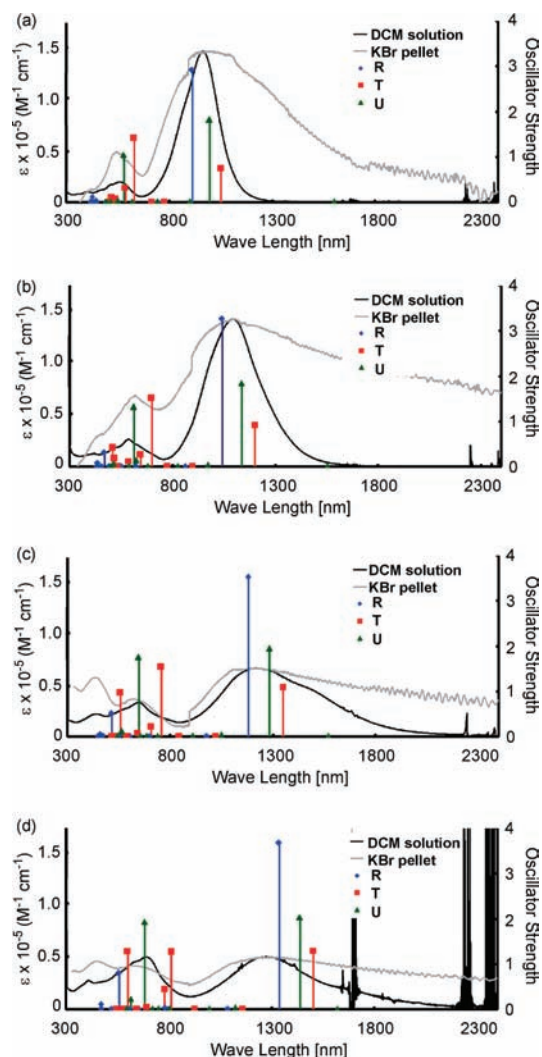 (a)
ε x 10⁻⁵ (M⁻¹ cm⁻¹)
1.5
1.0
0.5
0
DCM solution
KBr pellet
R
T
U
4
3
2
1
0
Oscillator Strength
300 800 1300 1800 2300
Wave Length [nm]
(b)
ε x 10⁻⁵ (M⁻¹ cm⁻¹)
1.5
1.0
0.5
0
DCM solution
KBr pellet
R
T
U
4
3
2
1
0
Oscillator Strength
300 800 1300 1800 2300
Wave Length [nm]
(c)
ε x 10⁻⁵ (M⁻¹ cm⁻¹)
1.5
1.0
0.5
0
DCM solution
KBr pellet
R
T
U
4
3
2
1
0
Oscillator Strength
300 800 1300 1800 2300
Wave Length [nm]
(d)
ε x 10⁻⁵ (M⁻¹ cm⁻¹)
1.5
1.0
0.5
0
DCM solution
KBr pellet
R
T
U
4
3
2
1
0
Oscillator Strength
300 800 1300 1800 2300
Wave Length [nm]